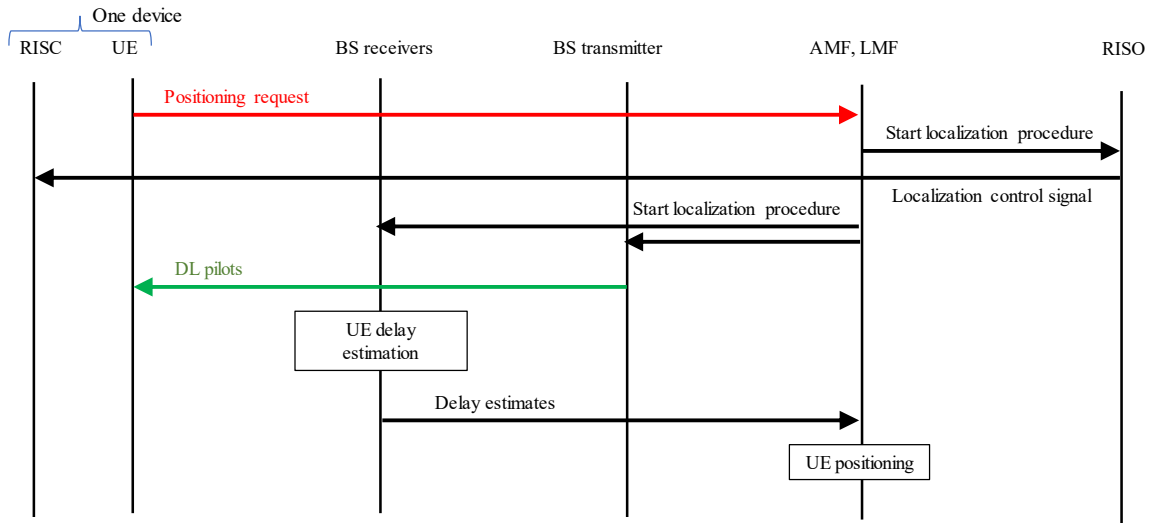 One device
RISC
UE
BS receivers
BS transmitter
AMF, LMF
RISO
Positioning request
Start localization procedure
Localization control signal
Start localization procedure
DL pilots
UE delay
estimation
Delay estimates
UE positioning